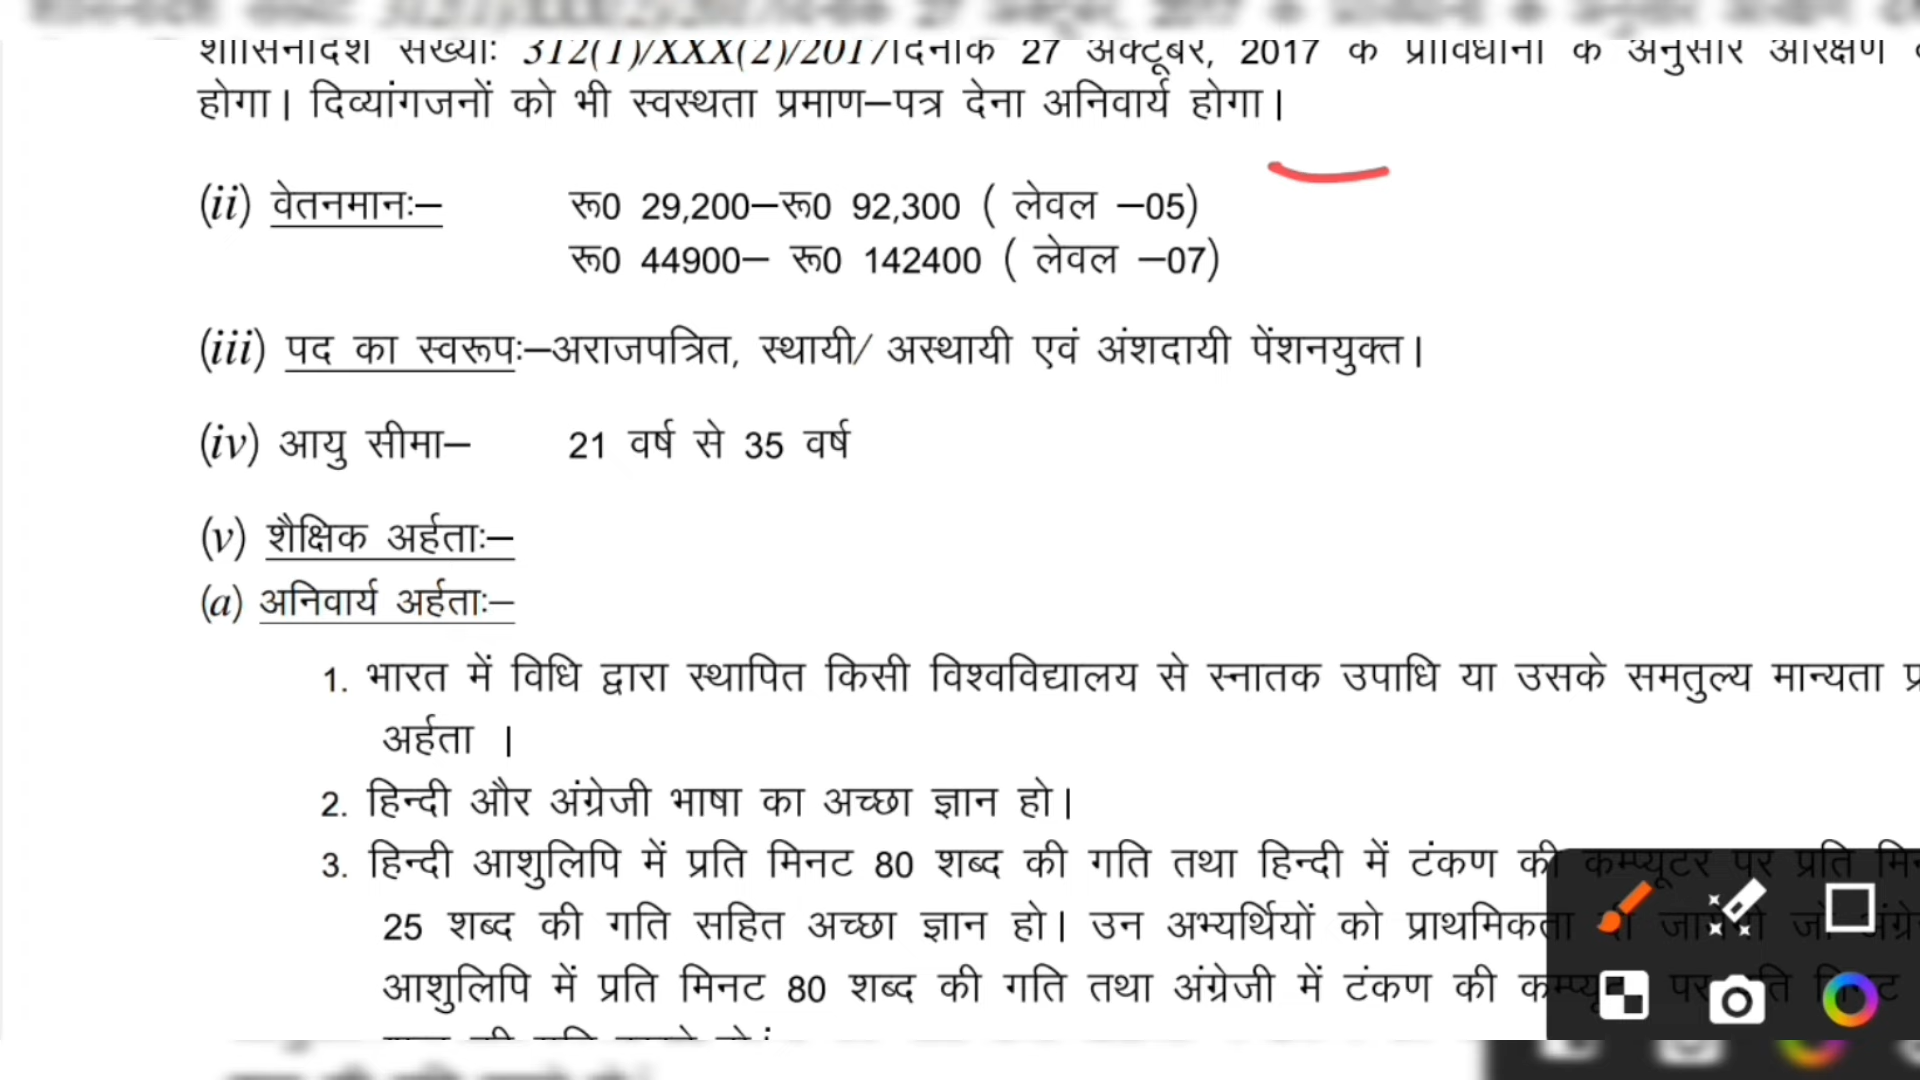 शासनादेश संख्याः 312(1)/XXX(2)/2017दिनांक 27 अक्टूबर, 2017 के प्राविधानों के अनुसार आरक्षण
होगा। दिव्यांगजनों को भी स्वस्थता प्रमाण–पत्र देना अनिवार्य होगा।
(ii) वेतनमानः– रू0 29,200–रू0 92,300 ( लेवल –05)
रू0 44900– रू0 142400 ( लेवल –07)
(iii) पद का स्वरूपः–अराजपत्रित, स्थायी/ अस्थायी एवं अंशदायी पेंशनयुक्त।
(iv) आयु सीमा– 21 वर्ष से 35 वर्ष
(v) शैक्षिक अर्हताः–
(a) अनिवार्य अर्हताः–
1. भारत में विधि द्वारा स्थापित किसी विश्वविद्यालय से स्नातक उपाधि या उसके समतुल्य मान्यता
अर्हता ।
2. हिन्दी और अंग्रेजी भाषा का अच्छा ज्ञान हो।
3. हिन्दी आशुलिपि में प्रति मिनट 80 शब्द की गति तथा हिन्दी में टंकण की कम्प्यूटर पर प्रति
25 शब्द की गति सहित अच्छा ज्ञान हो। उन अभ्यर्थियों को प्राथमिकता
आशुलिपि में प्रति मिनट 80 शब्द की गति तथा अंग्रेजी में टंकण की